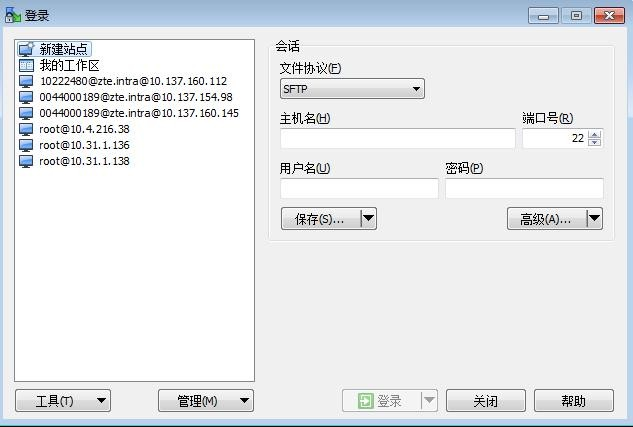 登录
新建站点
我的工作区
10222480@zte.intra@10.137.160.112
0044000189@zte.intra@10.137.154.98
0044000189@zte.intra@10.137.160.145
root@10.4.216.38
root@10.31.1.136
root@10.31.1.138
会话
文件协议(F)
SFTP
主机名(H) 端口号(R)
22
用户名(U) 密码(P)
保存(S)... 高级(A)...
工具(T) 管理(M) 登录 关闭 帮助